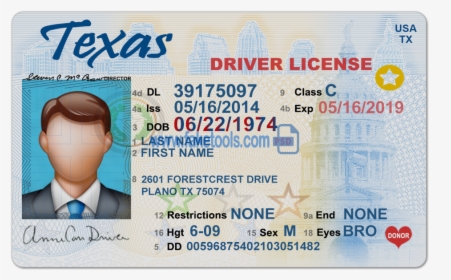 Texas
USA
TX
DRIVER LICENSE
DIRECTOR
4d DL 39175097 9 Class C
4a Iss 05/16/2014 4b Exp 05/16/2019
3 DOB 06/22/1974
1 LAST NAME
2 FIRST NAME
8 2601 FORESTCREST DRIVE
PLANO TX 75074
12 Restrictions NONE 9a End NONE
16 Hgt 6-09 15 Sex M 18 Eyes BRO
DONOR
5 DD 00596875402103051482